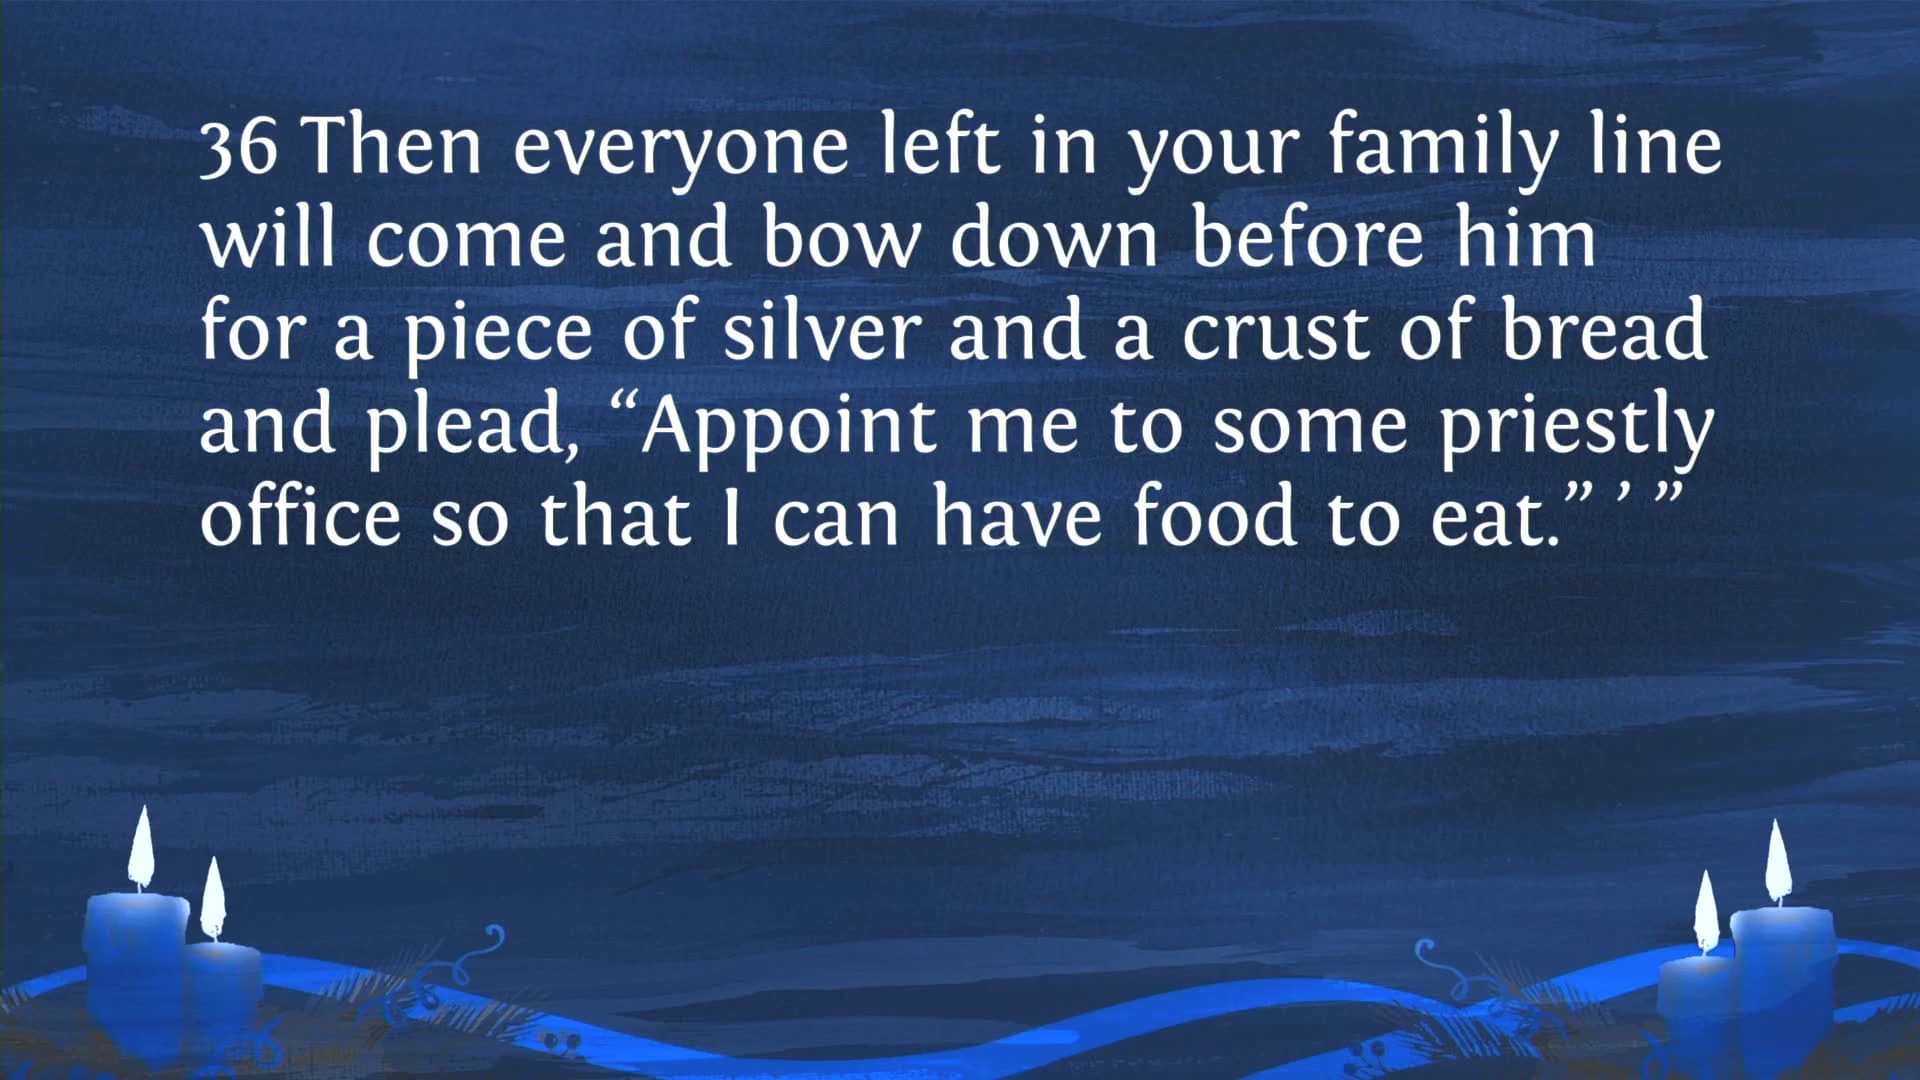 36 Then everyone left in your family line
will come and bow down before him
for a piece of silver and a crust of bread
and plead, “Appoint me to some priestly
office so that I can have food to eat.” ’ ”